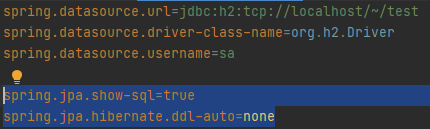 spring.datasource.url=jdbc:h2:tcp://localhost/~/test
spring.datasource.driver-class-name=org.h2.Driver
spring.datasource.username=sa
spring.jpa.show-sql=true
spring.jpa.hibernate.ddl-auto=none